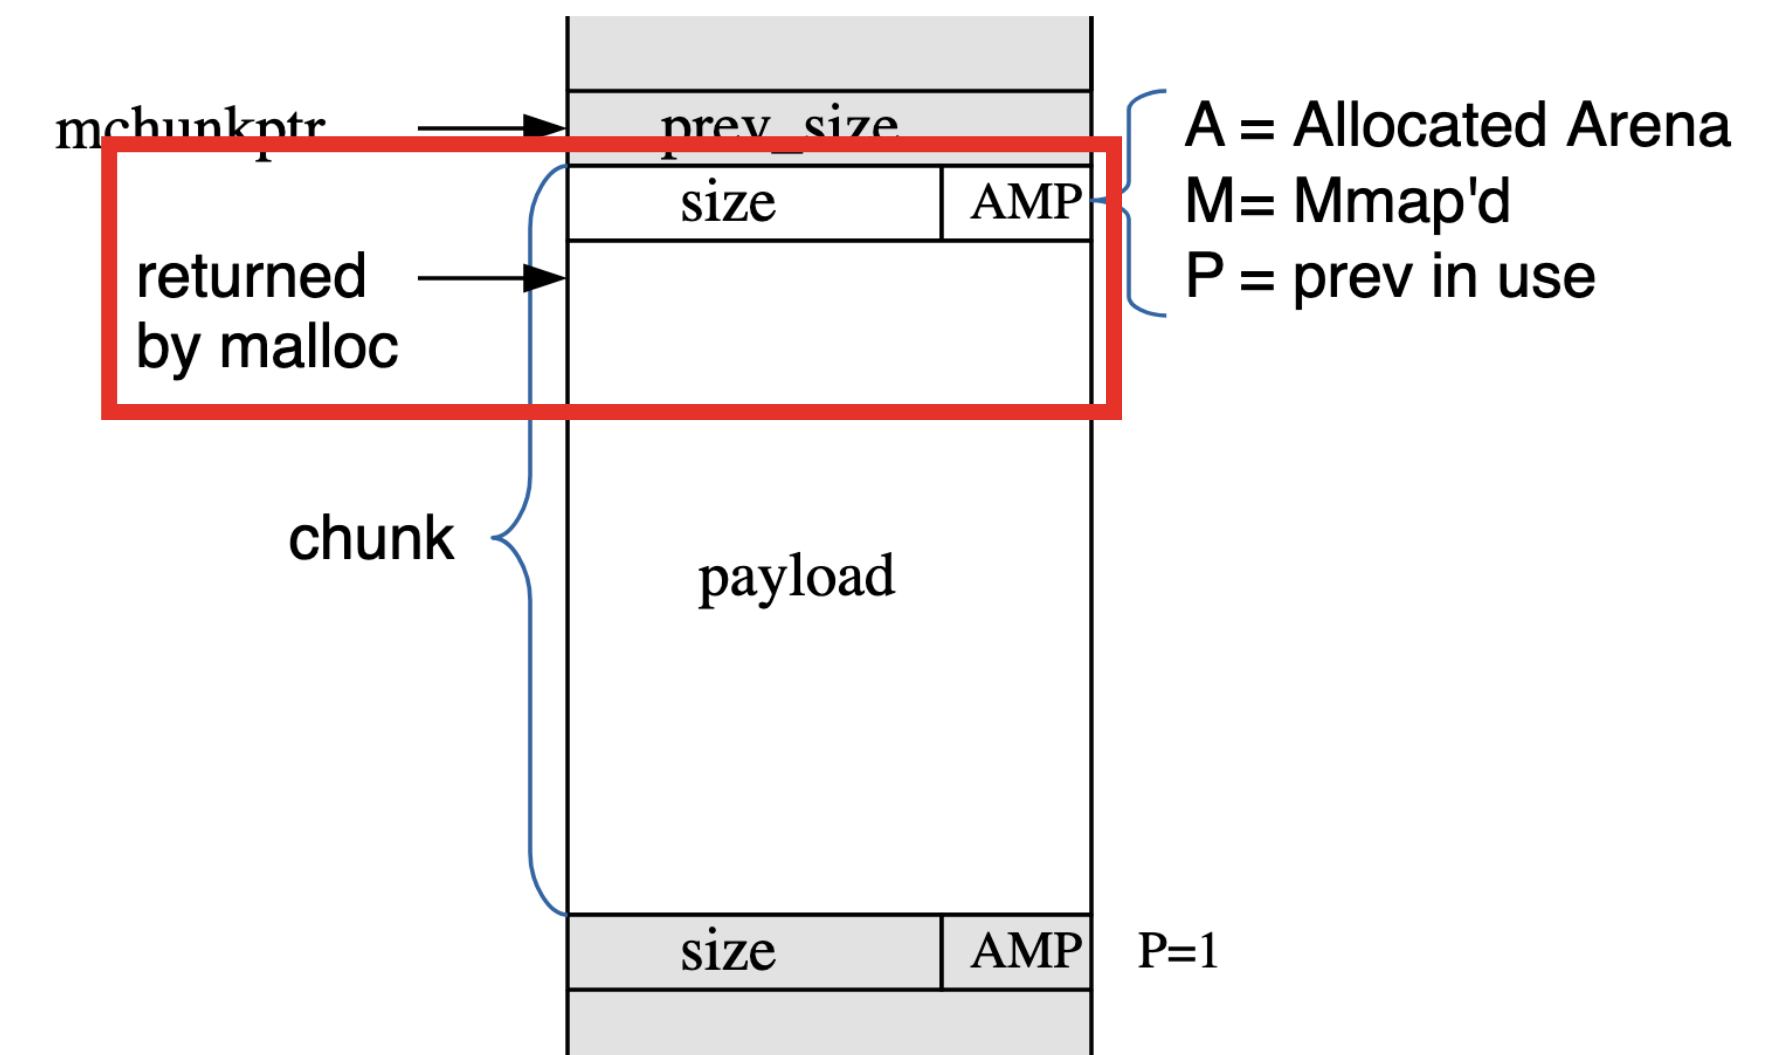 mchunkptr
prev_size
A = Allocated Arena
size
AMP
M= Mmap'd
returned
by malloc
P = prev in use
chunk
payload
size
AMP
P=1